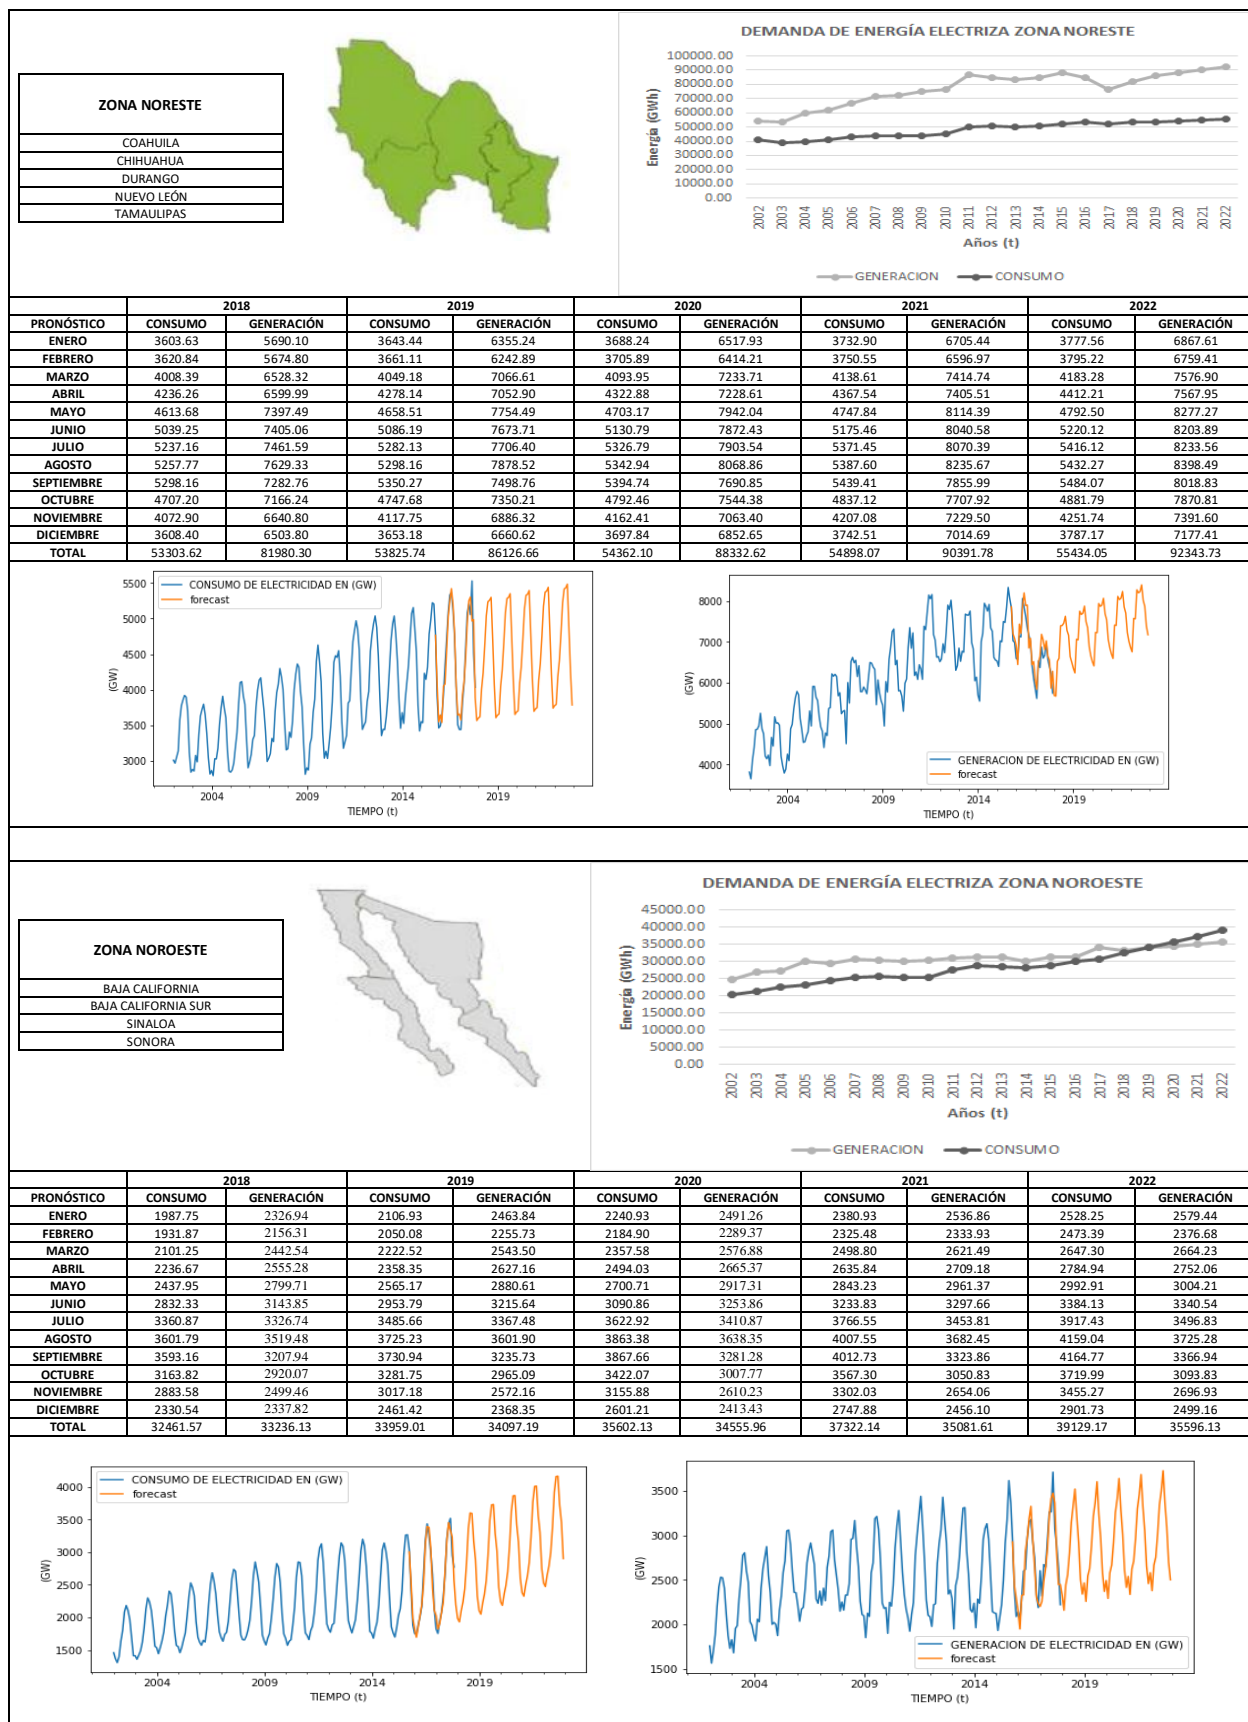 ZONA NORESTE
COAHUILA
CHIHUAHUA
DURANGO
NUEVO LEÓN
TAMAULIPAS
DEMANDA DE ENERGÍA ELECTRIZA ZONA NORESTE
100000.00
90000.00
80000.00
70000.00
60000.00
50000.00
40000.00
30000.00
20000.00
10000.00
0.00
Energía (GWh)
2002 2003 2004 2005 2006 2007 2008 2009 2010 2011 2012 2013 2014 2015 2016 2017 2018 2019 2020 2021 2022
Años (t)
GENERACION CONSUMO
2018 2019 2020 2021 2022
PRONÓSTICO CONSUMO GENERACIÓN CONSUMO GENERACIÓN CONSUMO GENERACIÓN CONSUMO GENERACIÓN CONSUMO GENERACIÓN
ENERO 3603.63 5690.10 3643.44 6355.24 3688.24 6517.93 3732.90 6705.44 3777.56 6867.61
FEBRERO 3620.84 5674.80 3661.11 6242.89 3705.89 6414.21 3750.55 6596.97 3795.22 6759.41
MARZO 4008.39 6528.32 4049.18 7066.61 4093.95 7233.71 4138.61 7414.74 4183.28 7576.90
ABRIL 4236.26 6599.99 4278.14 7052.90 4322.88 7228.61 4367.54 7405.51 4412.21 7567.95
MAYO 4613.68 7397.49 4658.51 7754.49 4703.17 7942.04 4747.84 8114.39 4792.50 8277.27
JUNIO 5039.25 7405.06 5086.19 7673.71 5130.79 7872.43 5175.46 8040.58 5220.12 8203.89
JULIO 5237.16 7461.59 5282.13 7706.40 5326.79 7903.54 5371.45 8070.39 5416.12 8233.56
AGOSTO 5257.77 7629.33 5298.16 7878.52 5342.94 8068.86 5387.60 8235.67 5432.27 8398.49
SEPTIEMBRE 5298.16 7282.76 5350.27 7498.76 5394.74 7690.85 5439.41 7855.99 5484.07 8018.83
OCTUBRE 4707.20 7166.24 4747.68 7350.21 4792.46 7544.38 4837.12 7707.92 4881.79 7870.81
NOVIEMBRE 4072.90 6640.80 4117.75 6886.32 4162.41 7063.40 4207.08 7229.50 4251.74 7391.60
DICIEMBRE 3608.40 6503.80 3653.18 6660.62 3697.84 6852.65 3742.51 7014.69 3787.17 7177.41
TOTAL 53303.62 81980.30 53825.74 86126.66 54362.10 88332.62 54898.07 90391.78 55434.05 92343.73
CONSUMO DE ELECTRICIDAD EN (GW)
forecast
5500
5000
4500
4000
3500
3000
(GW)
2004 2009 2014 2019
TIEMPO (t)
8000
7000
6000
5000
4000
(GW)
GENERACION DE ELECTRICIDAD EN (GW)
forecast
2004 2009 2014 2019
TIEMPO (t)
ZONA NOROESTE
BAJA CALIFORNIA
BAJA CALIFORNIA SUR
SINALOA
SONORA
DEMANDA DE ENERGÍA ELECTRIZA ZONA NOROESTE
45000.00
40000.00
35000.00
30000.00
25000.00
20000.00
15000.00
10000.00
5000.00
0.00
Energía (GWh)
2002 2003 2004 2005 2006 2007 2008 2009 2010 2011 2012 2013 2014 2015 2016 2017 2018 2019 2020 2021 2022
Años (t)
GENERACION CONSUMO
2018 2019 2020 2021 2022
PRONÓSTICO CONSUMO GENERACIÓN CONSUMO GENERACIÓN CONSUMO GENERACIÓN CONSUMO GENERACIÓN CONSUMO GENERACIÓN
ENERO 1987.75 2326.94 2106.93 2463.84 2240.93 2491.26 2380.93 2536.86 2528.25 2579.44
FEBRERO 1931.87 2156.31 2050.08 2255.73 2184.90 2289.37 2325.48 2333.93 2473.39 2376.68
MARZO 2101.25 2442.54 2222.52 2543.50 2357.58 2576.88 2498.80 2621.49 2647.30 2664.23
ABRIL 2236.67 2555.28 2358.35 2627.16 2494.03 2665.37 2635.84 2709.18 2784.94 2752.06
MAYO 2437.95 2799.71 2565.17 2880.61 2700.71 2917.31 2843.23 2961.37 2992.91 3004.21
JUNIO 2832.33 3143.85 2953.79 3215.64 3090.86 3253.86 3233.83 3297.66 3384.13 3340.54
JULIO 3360.87 3326.74 3485.66 3367.48 3622.92 3410.87 3766.55 3453.81 3917.43 3496.83
AGOSTO 3601.79 3519.48 3725.23 3601.90 3863.38 3638.35 4007.55 3682.45 4159.04 3725.28
SEPTIEMBRE 3593.16 3207.94 3730.94 3235.73 3867.66 3281.28 4012.73 3323.86 4164.77 3366.94
OCTUBRE 3163.82 2920.07 3281.75 2965.09 3422.07 3007.77 3567.30 3050.83 3719.99 3093.83
NOVIEMBRE 2883.58 2499.46 3017.18 2572.16 3155.88 2610.23 3302.03 2654.06 3455.27 2696.93
DICIEMBRE 2330.54 2337.82 2461.42 2368.35 2601.21 2413.43 2747.88 2456.10 2901.73 2499.16
TOTAL 32461.57 33236.13 33959.01 34097.19 35602.13 34555.96 37322.14 35081.61 39129.17 35596.13
CONSUMO DE ELECTRICIDAD EN (GW)
forecast
4000
3500
3000
2500
2000
1500
(GW)
2004 2009 2014 2019
TIEMPO (t)
3500
3000
2500
2000
1500
(GW)
GENERACION DE ELECTRICIDAD EN (GW)
forecast
2004 2009 2014 2019
TIEMPO (t)